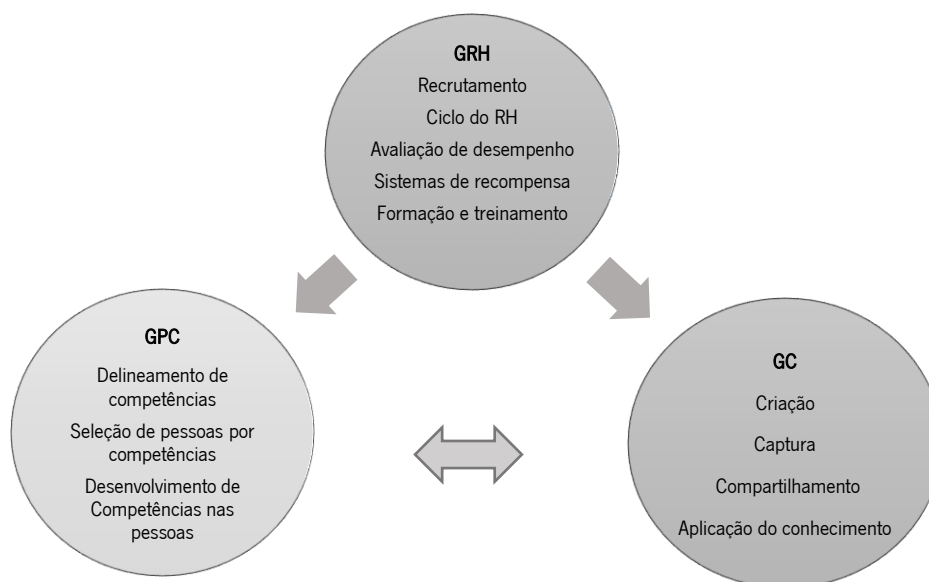 GRH
Recrutamento
Ciclo do RH
Avaliação de desempenho
Sistemas de recompensa
Formação e treinamento
GPC
Delineamento de
competências
Seleção de pessoas por
competências
Desenvolvimento de
Competências nas
pessoas
GC
Criação
Captura
Compartilhamento
Aplicação do conhecimento